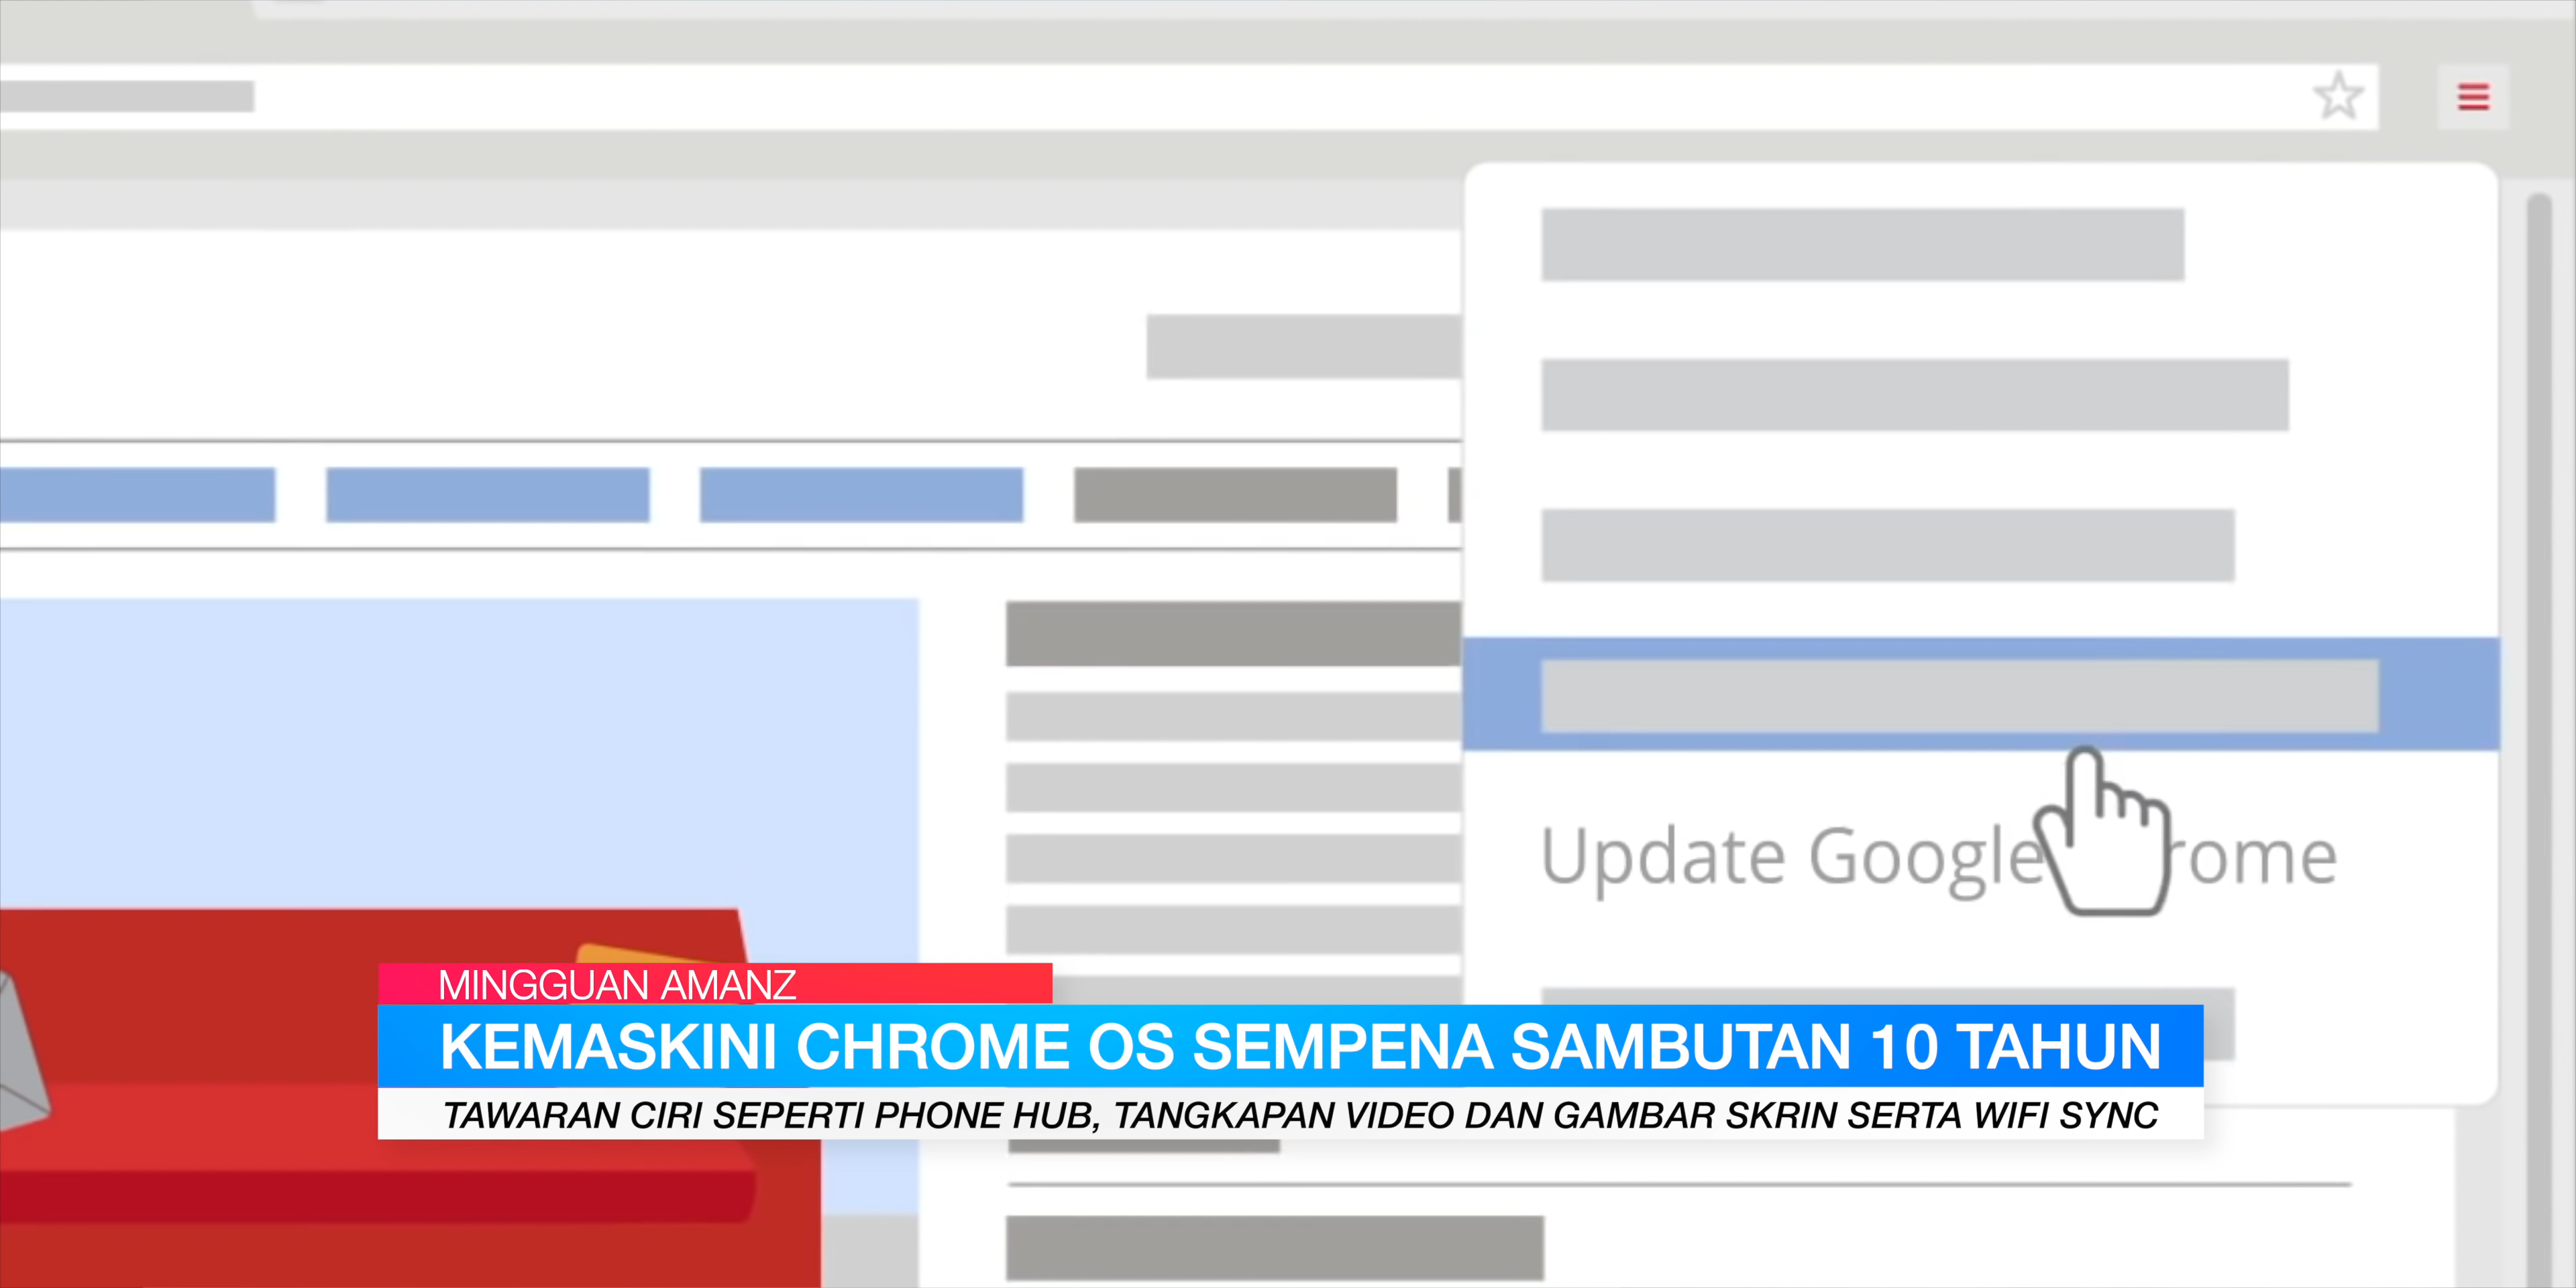 Update Google rome
MINGGUAN AMANZ
KEMASKINI CHROME OS SEMPENA SAMBUTAN 10 TAHUN
TAWARAN CIRI SEPERTI PHONE HUB, TANGKAPAN VIDEO DAN GAMBAR SKRIN SERTA WIFI SYNC